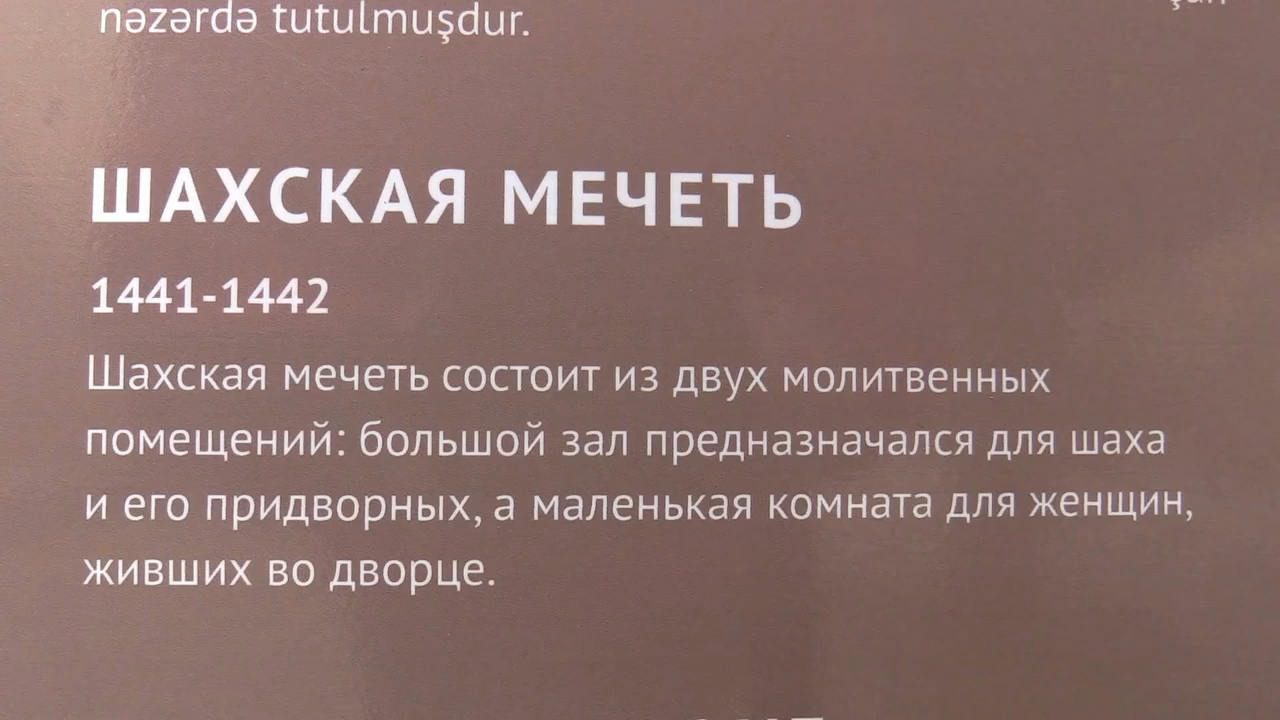 nəzərdə tutulmuşdur.
ШАХСКАЯ МЕЧЕТЬ
1441-1442
Шахская мечеть состоит из двух молитвенных
помещений: большой зал предназначался для шаха
и его придворных, а маленькая комната для женщин,
живших во дворце.